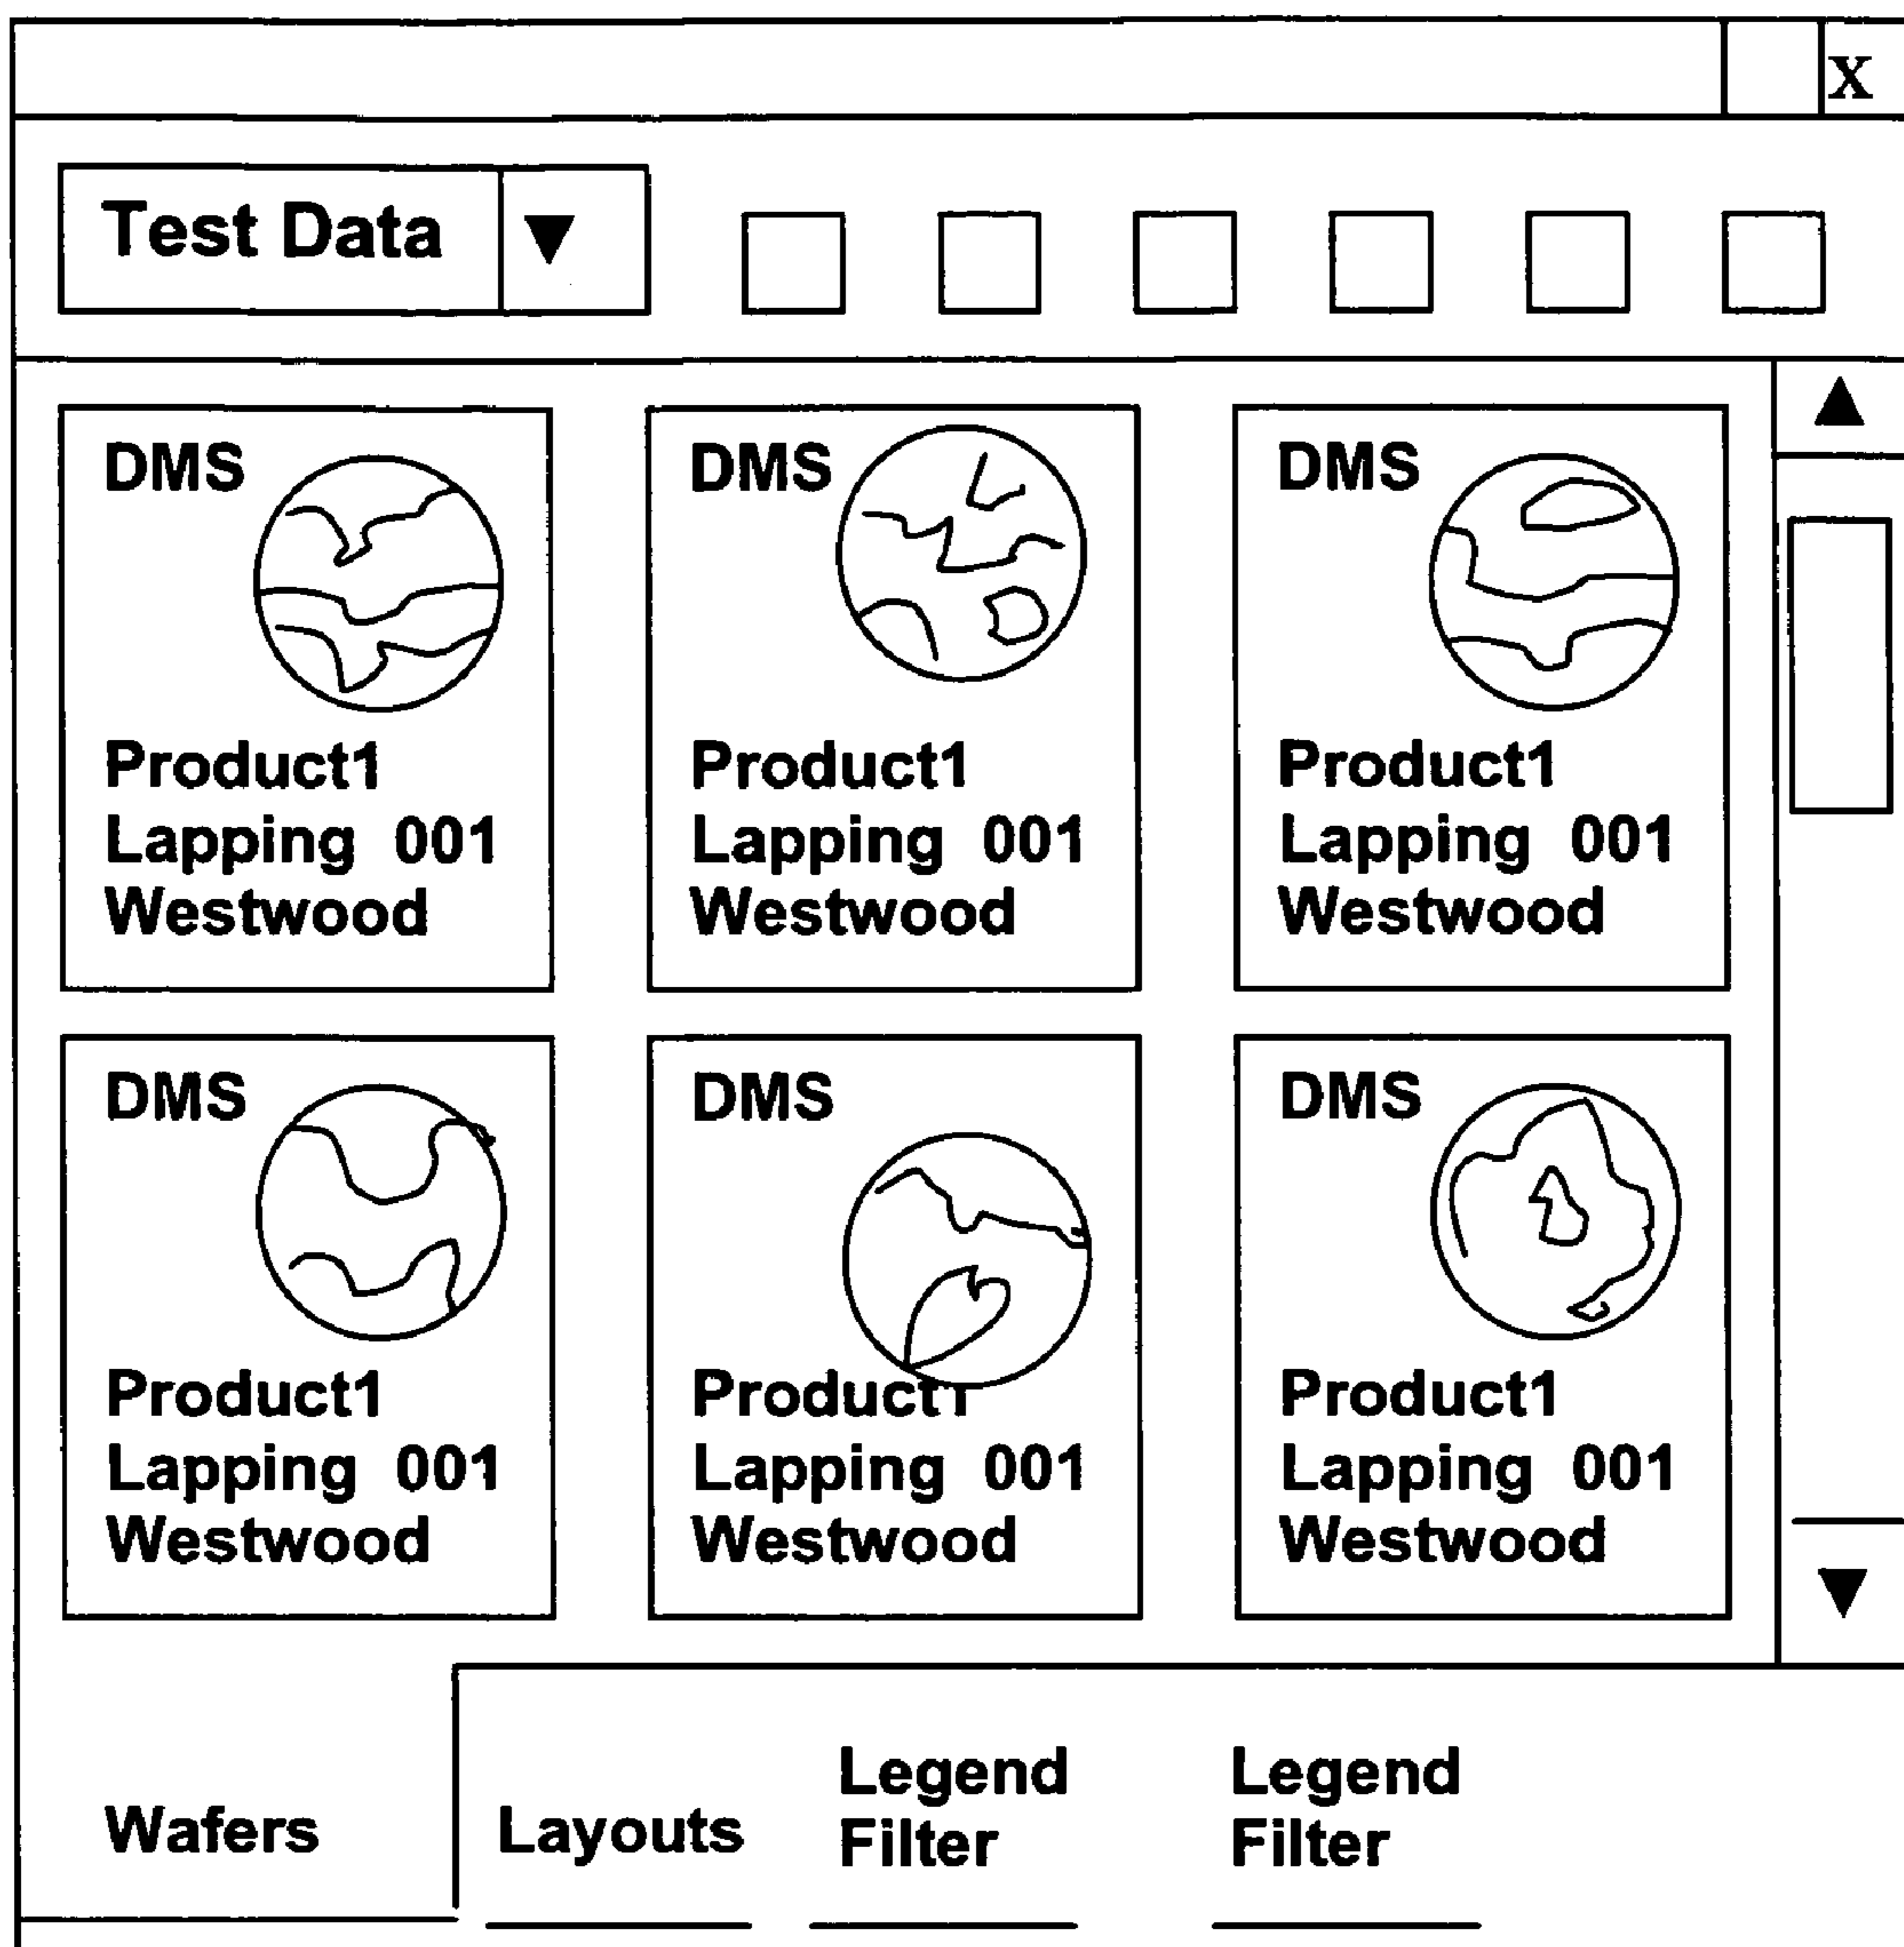 x
Test Data
DMS
Product1
Lapping 001
Westwood
DMS
Product1
Lapping 001
Westwood
DMS
Product1
Lapping 001
Westwood
DMS
Product1
Lapping 001
Westwood
DMS
Product1
Lapping 001
Westwood
DMS
Product1
Lapping 001
Westwood
Wafers
Layouts
Legend
Filter
Legend
Filter